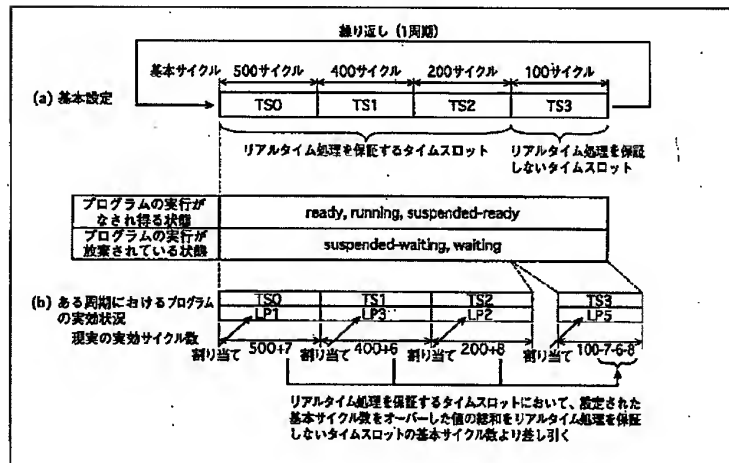 繰り返し（1周期）
基本サイクル 500サイクル 400サイクル 200サイクル 100サイクル
(a) 基本設定
TS0 TS1 TS2 TS3
リアルタイム処理を保証するタイムスロット
リアルタイム処理を保証
しないタイムスロット
プログラムの実行が
なされ得る状態
ready, running, suspended-ready
プログラムの実行が
放棄されている状態
suspended-waiting, waiting
(b) ある周期におけるプログラム
の実効状況
TS0 TS1 TS2 TS3
LP1 LP3 LP2 LP5
現実の実効サイクル数
割り当て 500+7 割り当て 400+6 割り当て 200+8 割り当て 100-7-6-8
リアルタイム処理を保証するタイムスロットにおいて、設定された
基本サイクル数をオーバーした値の総和をリアルタイム処理を保証
しないタイムスロットの基本サイクル数より差し引く